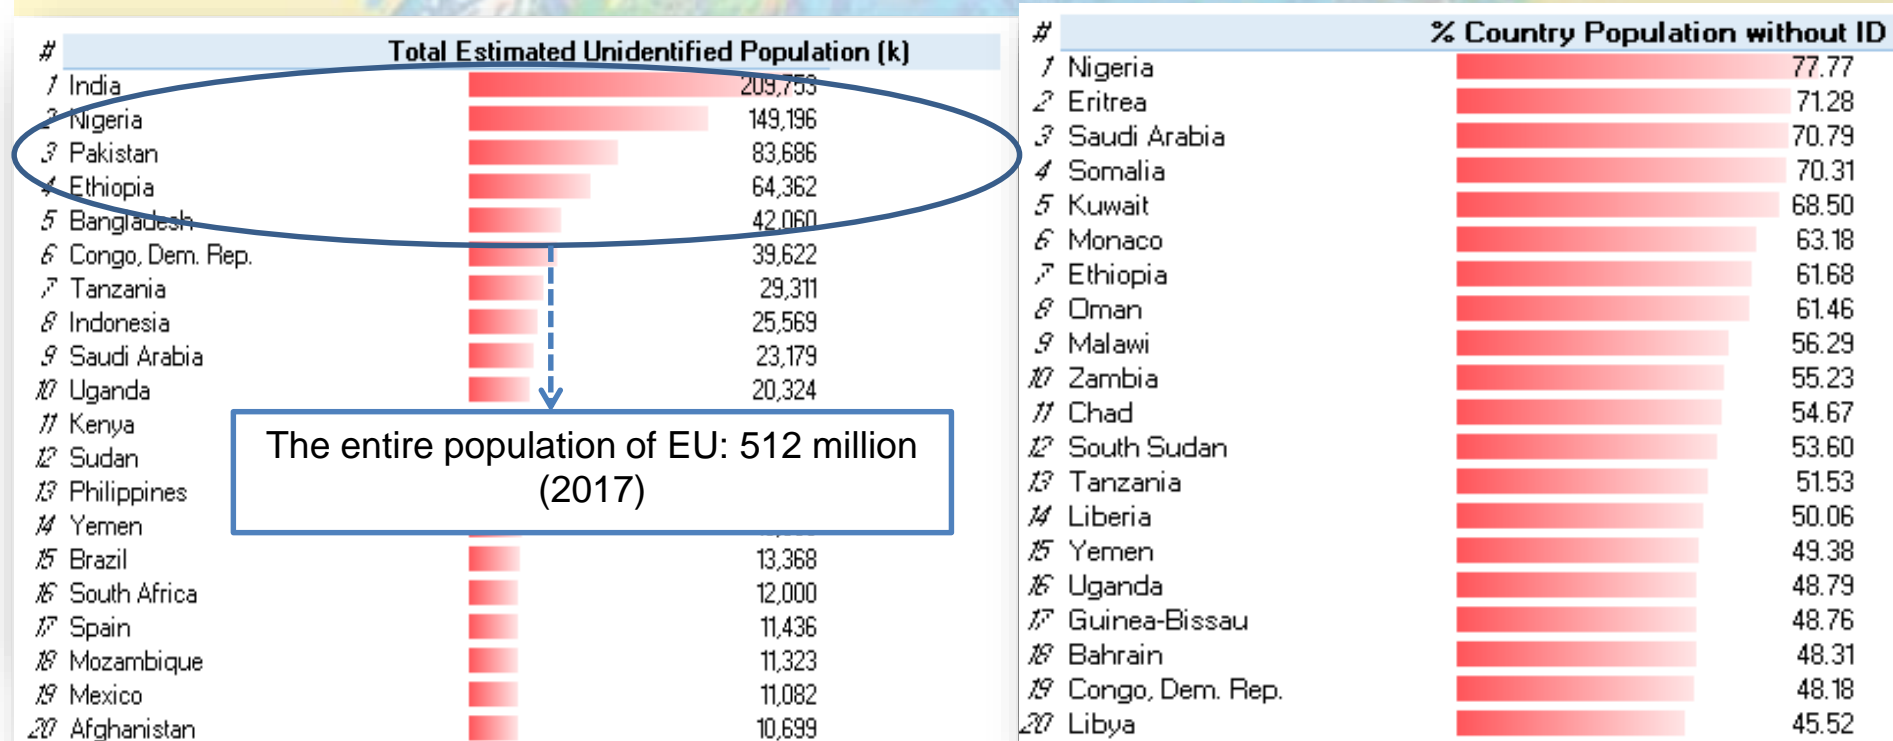 # Total Estimated Unidentified Population (k)
1 India 209,753
2 Nigeria 149,196
3 Pakistan 83,686
4 Ethiopia 64,362
5 Bangladesh 42,060
6 Congo, Dem. Rep. 39,622
7 Tanzania 29,311
8 Indonesia 25,569
9 Saudi Arabia 23,179
10 Uganda 20,324
11 Kenya
12 Sudan
13 Philippines
14 Yemen
15 Brazil 13,368
16 South Africa 12,000
17 Spain 11,436
18 Mozambique 11,323
19 Mexico 11,082
20 Afghanistan 10,699
The entire population of EU: 512 million
(2017)
# % Country Population without ID
1 Nigeria 77.77
2 Eritrea 71.28
3 Saudi Arabia 70.79
4 Somalia 70.31
5 Kuwait 68.50
6 Monaco 63.18
7 Ethiopia 61.68
8 Oman 61.46
9 Malawi 56.29
10 Zambia 55.23
11 Chad 54.67
12 South Sudan 53.60
13 Tanzania 51.53
14 Liberia 50.06
15 Yemen 49.38
16 Uganda 48.79
17 Guinea-Bissau 48.76
18 Bahrain 48.31
19 Congo, Dem. Rep. 48.18
20 Libya 45.52